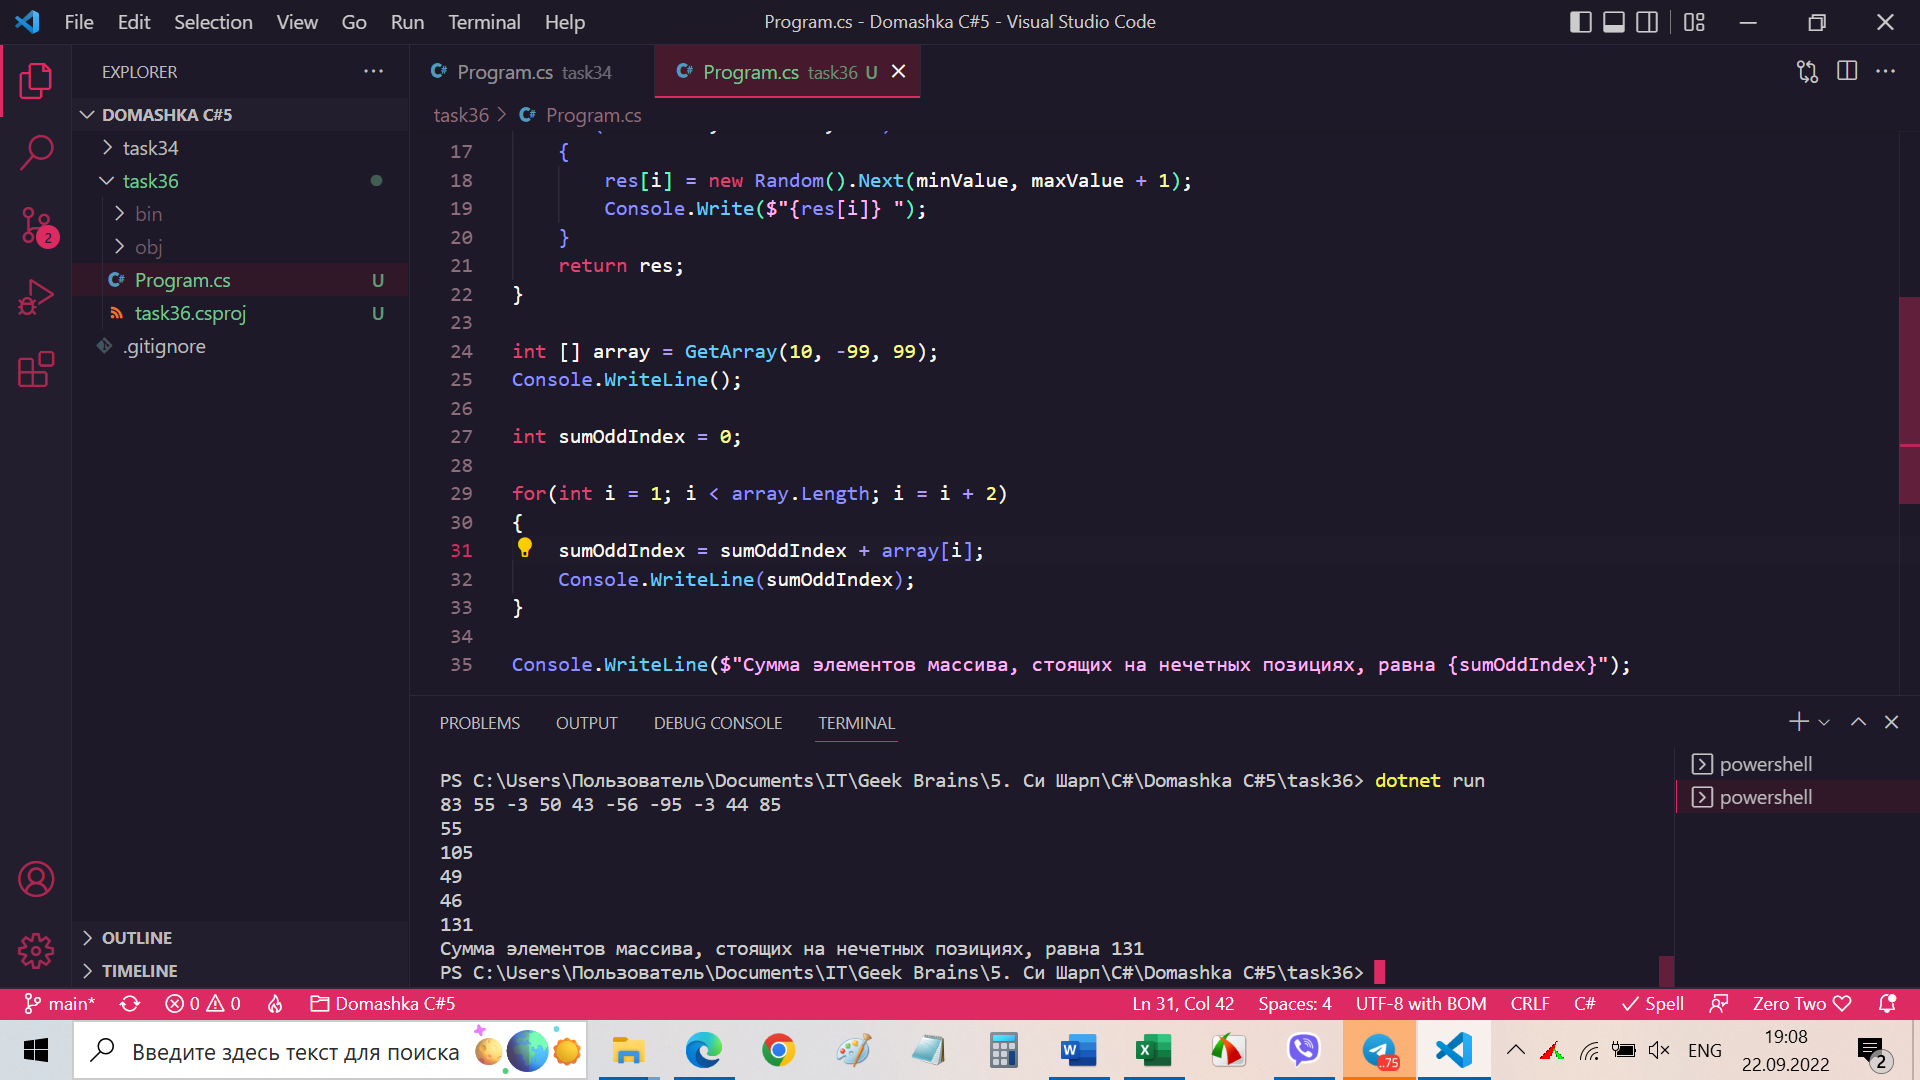 File Edit Selection View Go Run Terminal Help
Program.cs - Domashka C#5 - Visual Studio Code
EXPLORER
DOMASHKA C#5
task34
task36
bin
obj
Program.cs U
task36.csproj U
.gitignore
OUTLINE
TIMELINE
2
Program.cs task34
Program.cs task36 U
task36 > Program.cs
17 {
18 res[i] = new Random().Next(minValue, maxValue + 1);
19 Console.Write($"{res[i]} ");
20 }
21 return res;
22 }
23
24 int [] array = GetArray(10, -99, 99);
25 Console.WriteLine();
26
27 int sumOddIndex = 0;
28
29 for(int i = 1; i < array.Length; i = i + 2)
30 {
31 sumOddIndex = sumOddIndex + array[i];
32 Console.WriteLine(sumOddIndex);
33 }
34
35 Console.WriteLine($"Сумма элементов массива, стоящих на нечетных позициях, равна {sumOddIndex}");
PROBLEMS OUTPUT DEBUG CONSOLE TERMINAL
PS C:\Users\Пользователь\Documents\IT\Geek Brains\5. Си Шарп\C#\Domashka C#5\task36> dotnet run
83 55 -3 50 43 -56 -95 -3 44 85
55
105
49
46
131
Сумма элементов массива, стоящих на нечетных позициях, равна 131
PS C:\Users\Пользователь\Documents\IT\Geek Brains\5. Си Шарп\C#\Domashka C#5\task36>
powershell
powershell
main* 0 0 Domashka C#5 Ln 31, Col 42 Spaces: 4 UTF-8 with BOM CRLF C# Spell Zero Two
Введите здесь текст для поиска
..75
ENG
19:08
22.09.2022
2